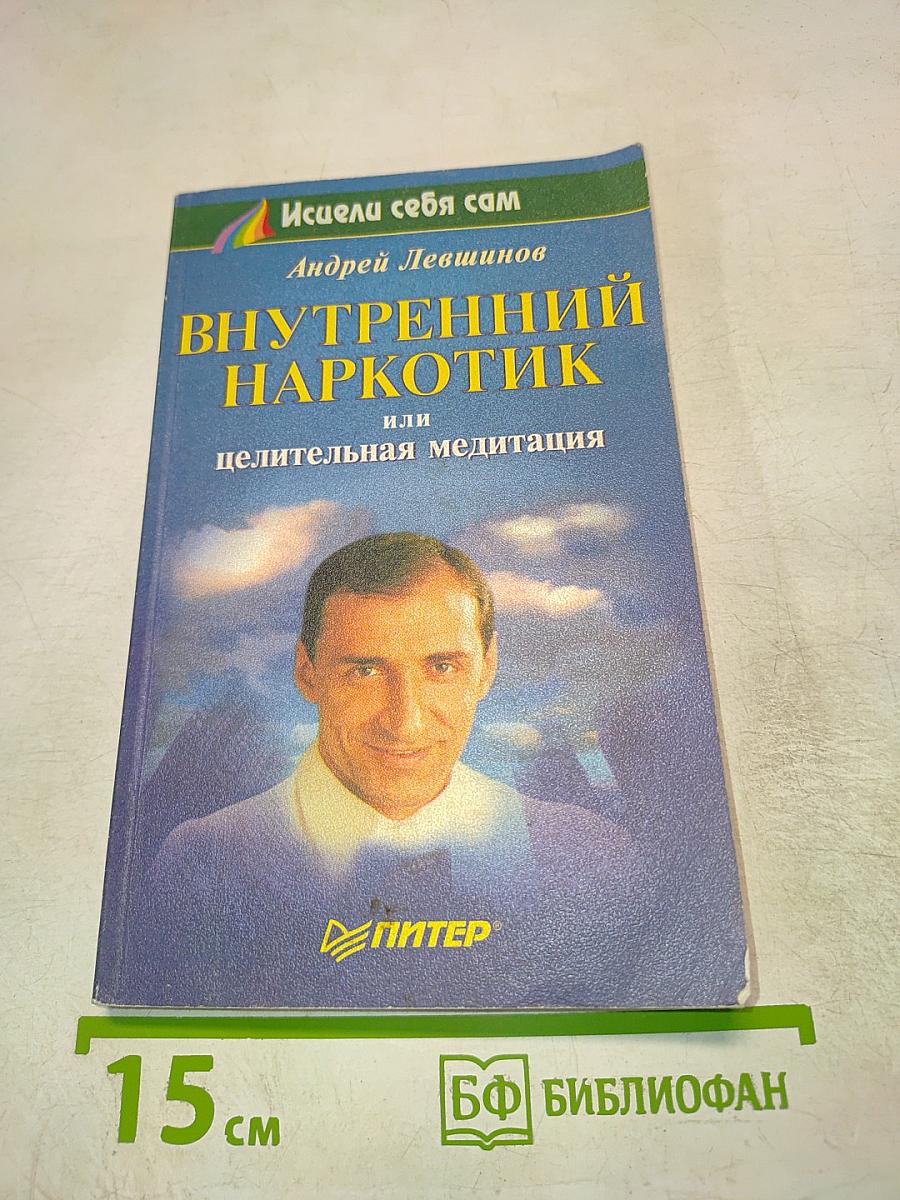 Исцели себя сам
Андрей Левшинов
ВНУТРЕННИЙ
НАРКОТИК
или
целительная медитация
ПИТЕР®
15 см
БФ БИБЛИОФАН